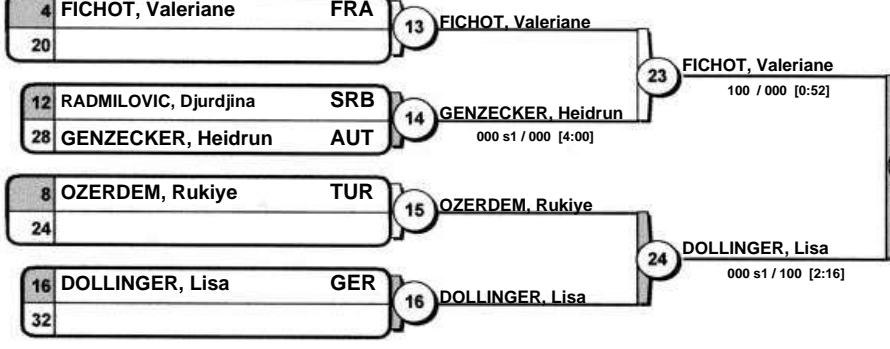 4 FICHOT, Valeriane FRA
20
13 FICHOT, Valeriane
12 RADMILOVIC, Djurdjina SRB
28 GENZECKER, Heidrun AUT
14 GENZECKER, Heidrun
000 s1 / 000 [4:00]
23 FICHOT, Valeriane
100 / 000 [0:52]
8 OZERDEM, Rukiye TUR
24
15 OZERDEM, Rukiye
16 DOLLINGER, Lisa GER
32
16 DOLLINGER, Lisa
24 DOLLINGER, Lisa
000 s1 / 100 [2:16]